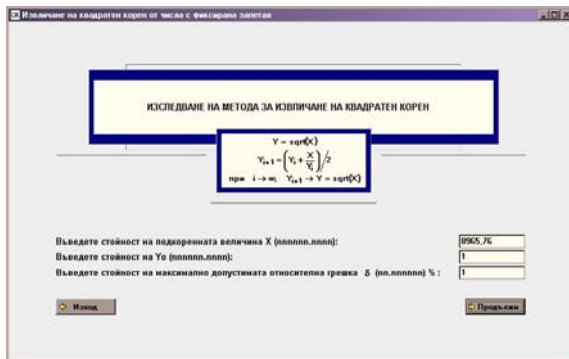 Извличане на квадратен корен от числа с фиксирана запетая
ИЗСЛЕДВАНЕ НА МЕТОДА ЗА ИЗВЛИЧАНЕ НА КВАДРАТЕН КОРЕН
Y = sqrt(X)
Yᵢ₊₁ = (Yᵢ + X/Yᵢ)/2
при i → ∞, Yᵢ₊₁ → Y = sqrt(X)
Въведете стойност на подкоренната величина X (nnnnnn.nnnn):
8965,76
Въведете стойност на Yo (nnnnnn.nnnn):
1
Въведете стойност на максимално допустимата относителна грешка δ (nn.nnnnnn) % :
1
Изход
Продължи